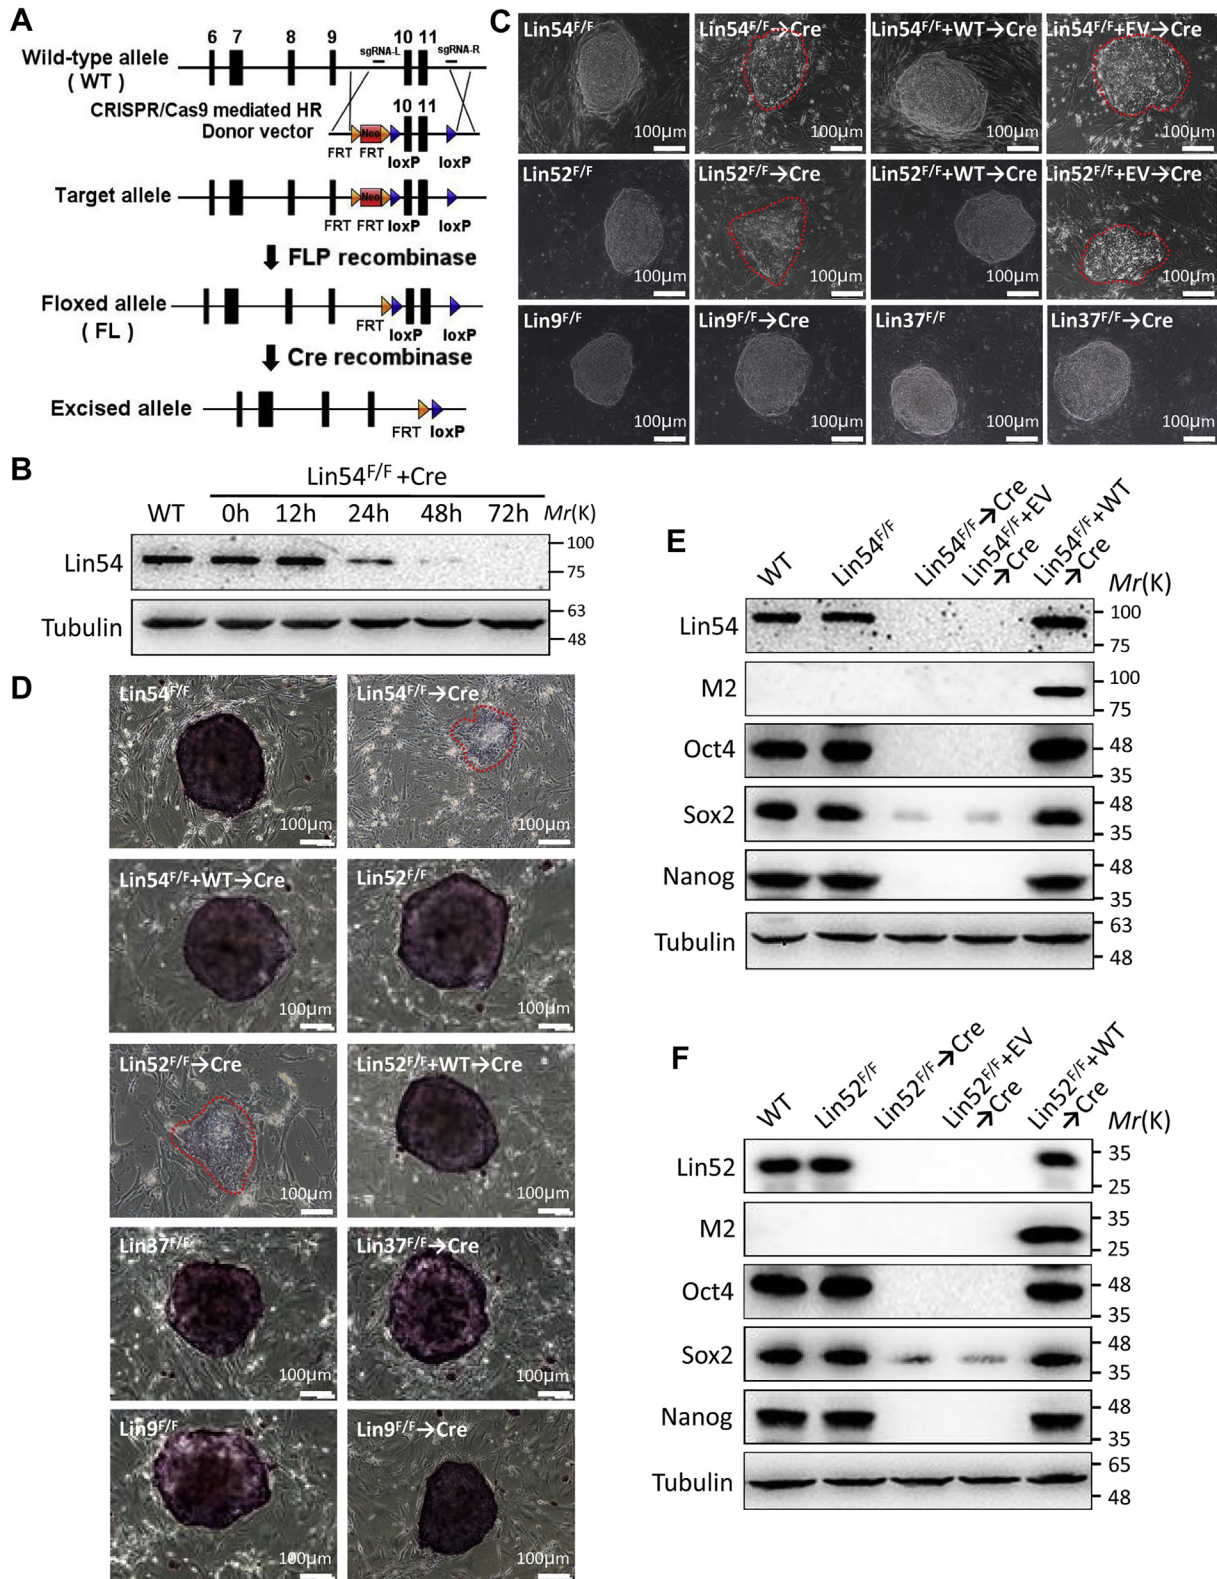 A
6 7 8 9 10 11
sgRNA-L sgRNA-R
Wild-type allele
( WT )
CRISPR/Cas9 mediated HR
Donor vector
10 11
Neo
FRT FRT loxP loxP
Target allele
Neo
FRT FRT loxP loxP
FLP recombinase
Floxed allele
( FL )
FRT loxP loxP
Cre recombinase
Excised allele
FRT loxP
B
Lin54F/F +Cre
WT 0h 12h 24h 48h 72h Mr(K)
Lin54
100
75
Tubulin
63
48
C
Lin54F/F
100µm
Lin54F/F→Cre
100µm
Lin54F/F+WT→Cre
100µm
Lin54F/F+EV→Cre
100µm
Lin52F/F
100µm
Lin52F/F→Cre
100µm
Lin52F/F+WT→Cre
100µm
Lin52F/F+EV→Cre
100µm
Lin9F/F
100µm
Lin9F/F→Cre
100µm
Lin37F/F
100µm
Lin37F/F→Cre
100µm
D
Lin54F/F
100µm
Lin54F/F→Cre
100µm
Lin54F/F+WT→Cre
100µm
Lin52F/F
100µm
Lin52F/F→Cre
100µm
Lin52F/F+WT→Cre
100µm
Lin37F/F
100µm
Lin37F/F→Cre
100µm
Lin9F/F
100µm
Lin9F/F→Cre
100µm
E
WT
Lin54F/F
Lin54F/F→Cre
Lin54F/F+EV
→Cre
Lin54F/F+WT
→Cre
Mr(K)
Lin54
100
75
M2
100
75
Oct4
48
35
Sox2
48
35
Nanog
48
35
Tubulin
63
48
F
WT
Lin52F/F
Lin52F/F→Cre
Lin52F/F+EV
→Cre
Lin52F/F+WT
→Cre
Mr(K)
Lin52
35
25
M2
35
25
Oct4
48
35
Sox2
48
35
Nanog
48
35
Tubulin
65
48